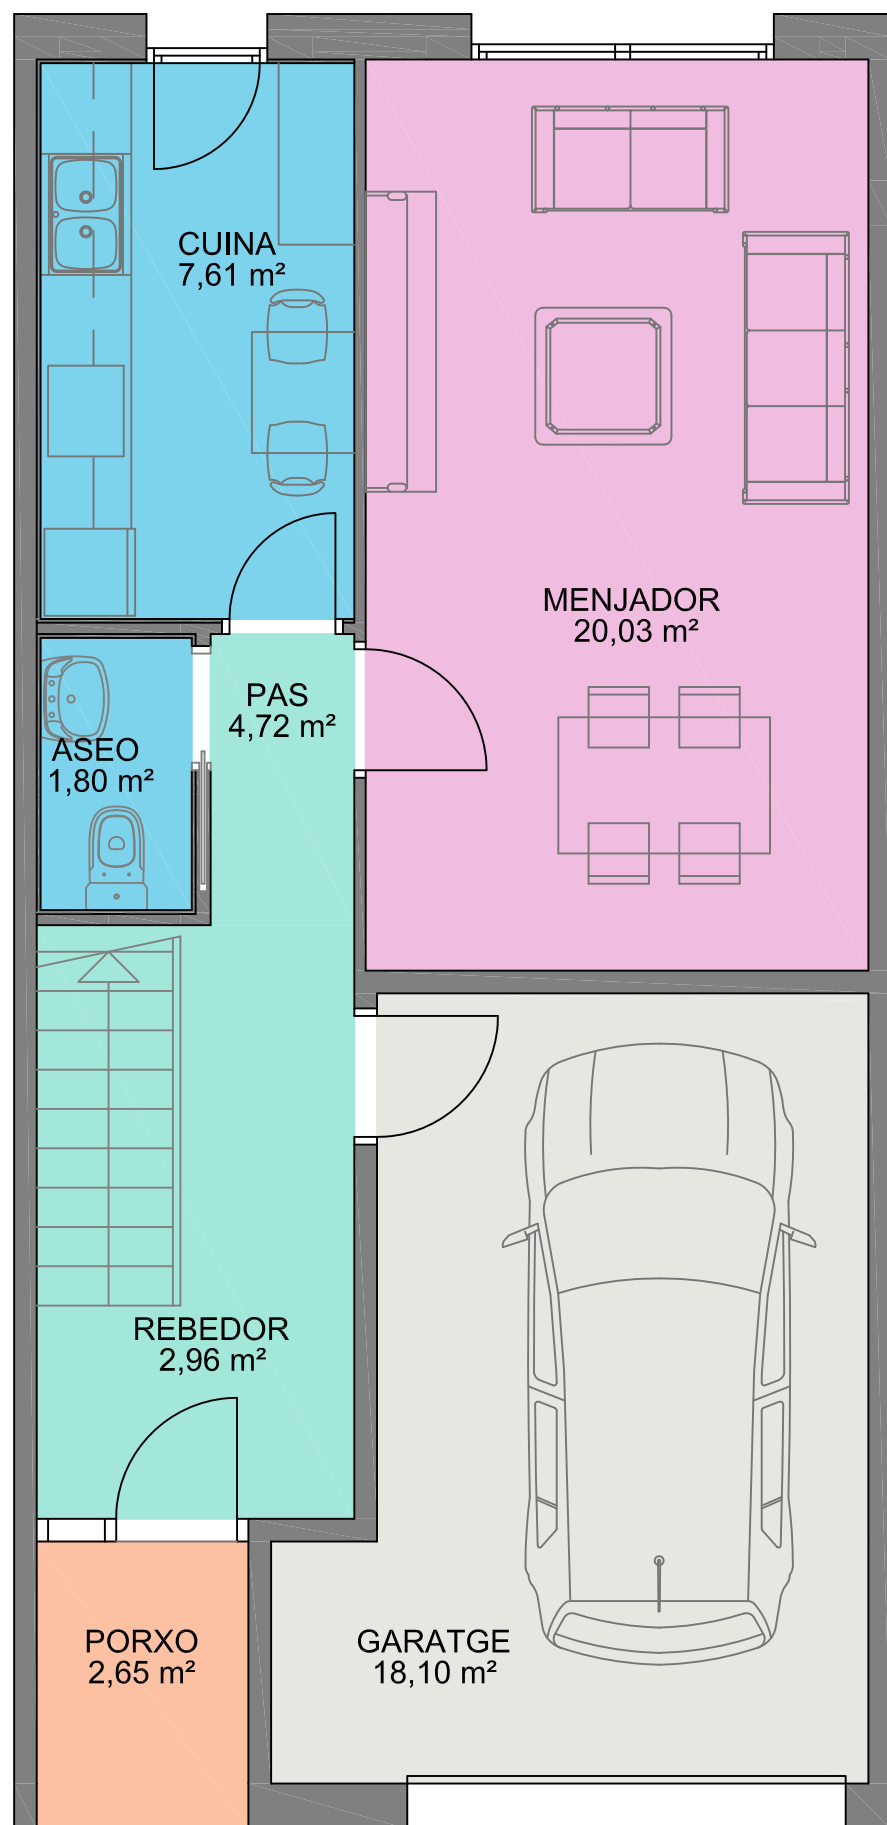 CUINA
7,61 m²
MENJADOR
20,03 m²
PAS
4,72 m²
ASEO
1,80 m²
REBEDOR
2,96 m²
PORXO
2,65 m²
GARATGE
18,10 m²